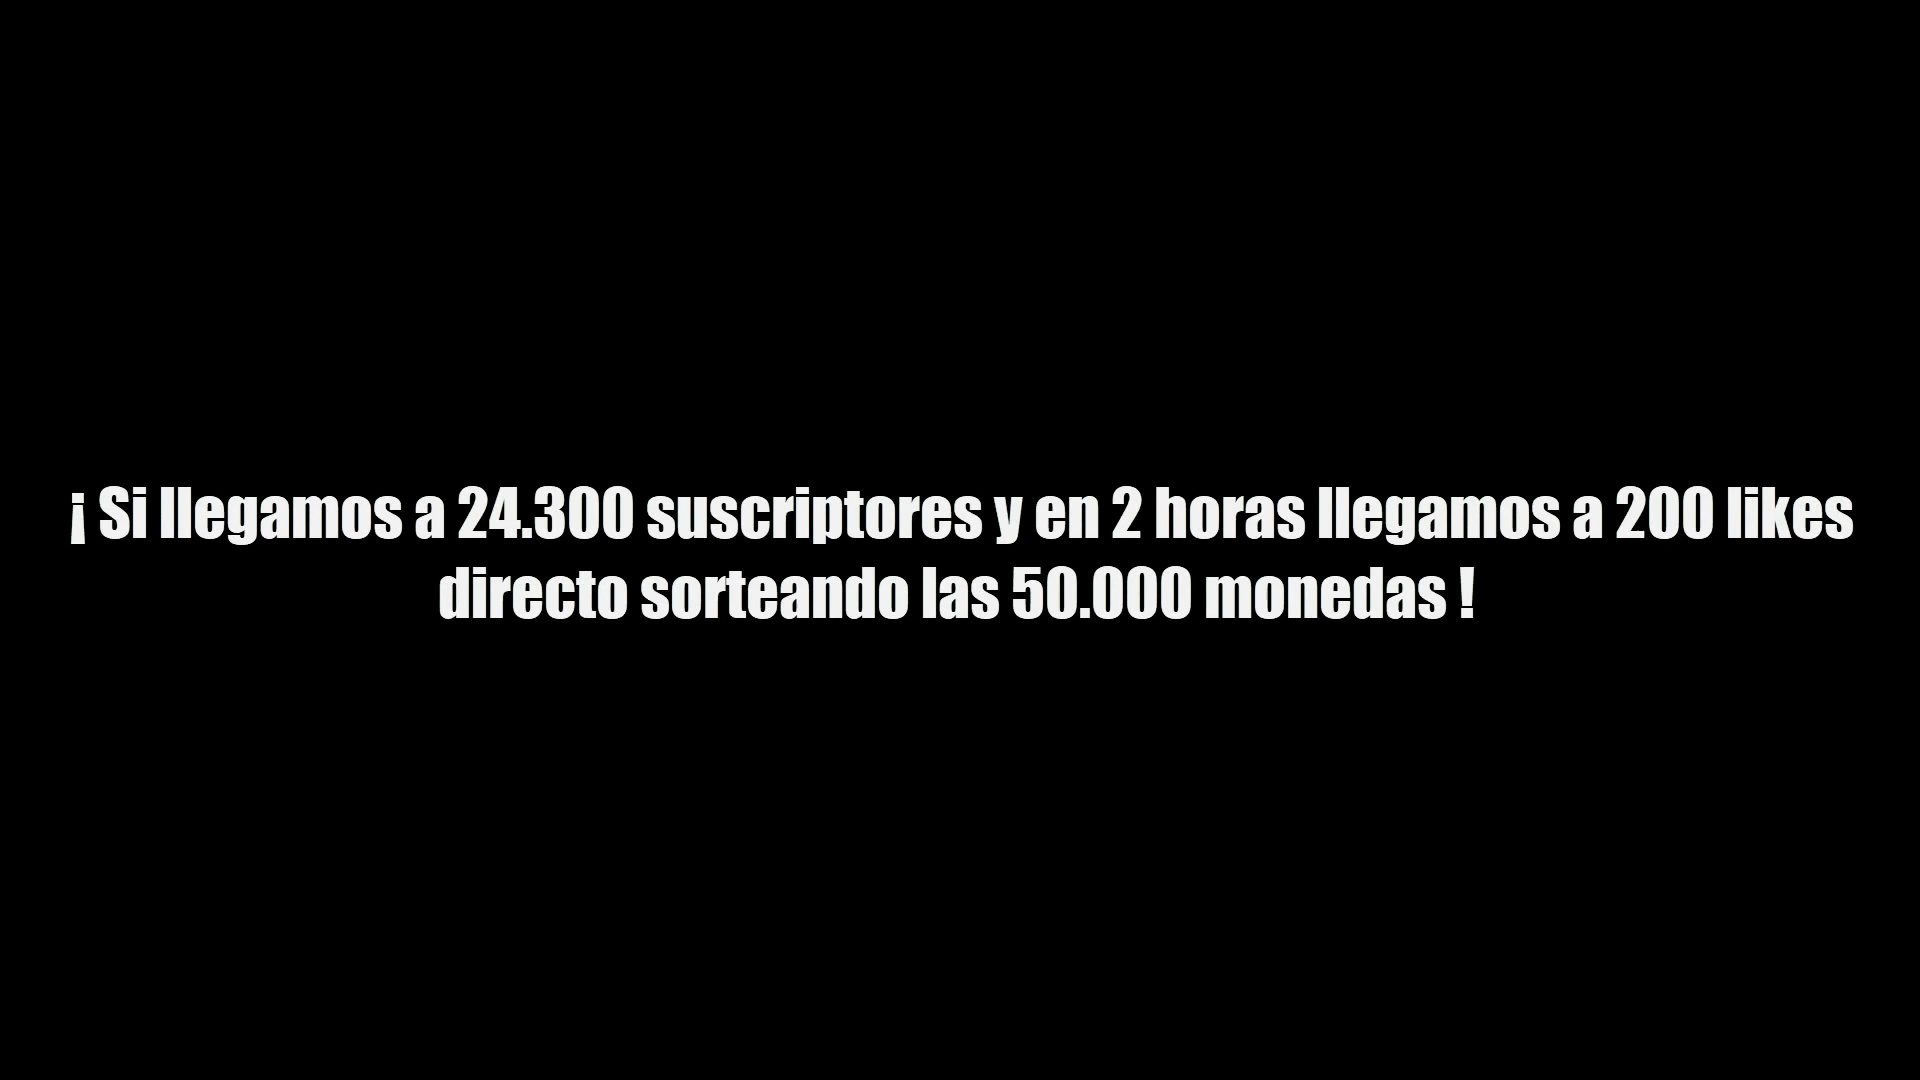 ¡ Si llegamos a 24.300 suscriptores y en 2 horas llegamos a 200 likes
directo sorteando las 50.000 monedas !